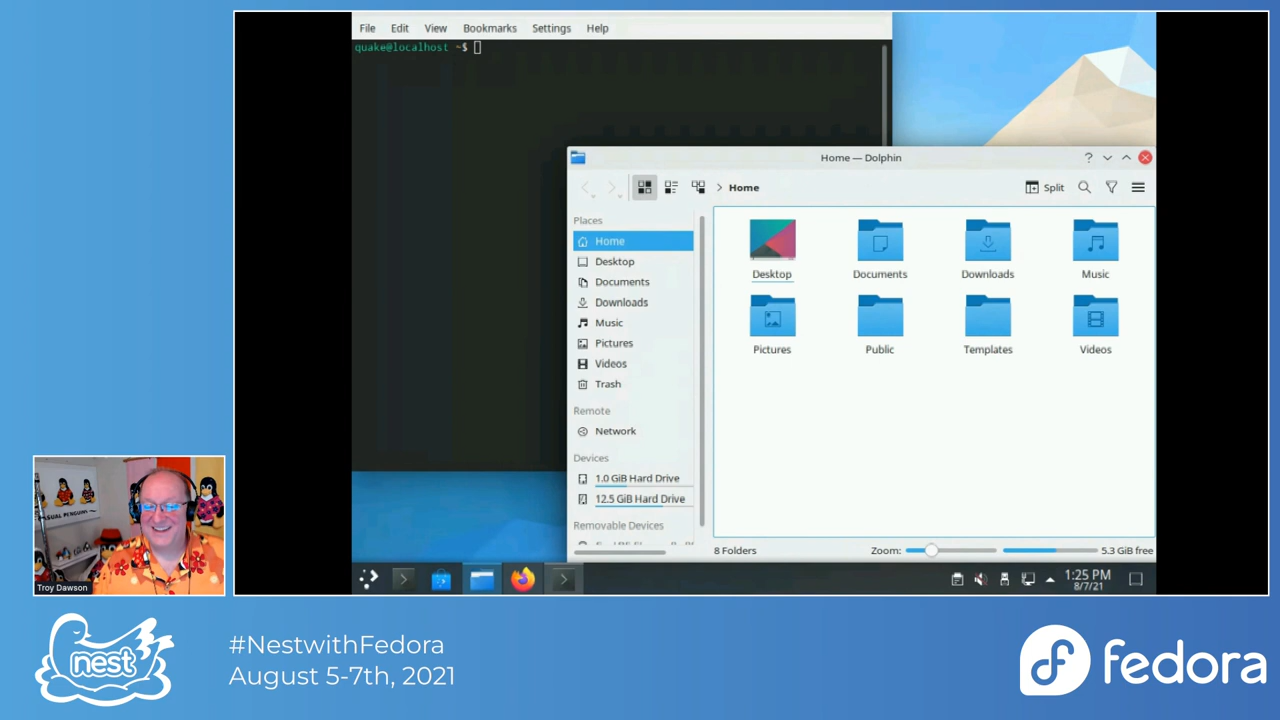 File Edit View Bookmarks Settings Help
quake@localhost ~$
Home — Dolphin
Home
Split
Places
Home
Desktop
Documents
Downloads
Music
Pictures
Videos
Trash
Remote
Network
Devices
1.0 GiB Hard Drive
12.5 GiB Hard Drive
Removable Devices
Desktop Documents Downloads Music
Pictures Public Templates Videos
8 Folders Zoom: 5.3 GiB free
1:25 PM
8/7/21
CASUAL PENGUINS
Troy Dawson
nest
#NestwithFedora
August 5-7th, 2021
fedora